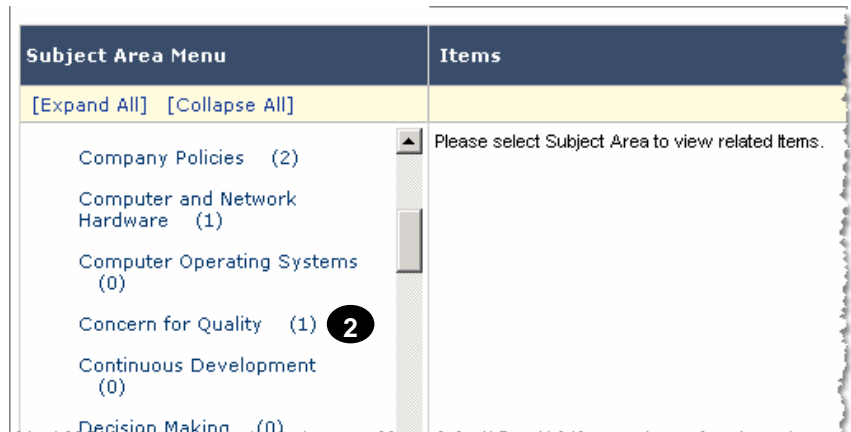 Subject Area Menu
Items
[Expand All] [Collapse All]
Company Policies (2)
Please select Subject Area to view related Items.
Computer and Network
Hardware (1)
Computer Operating Systems
(0)
Concern for Quality (1)
2
Continuous Development
(0)
Decision Making (0)